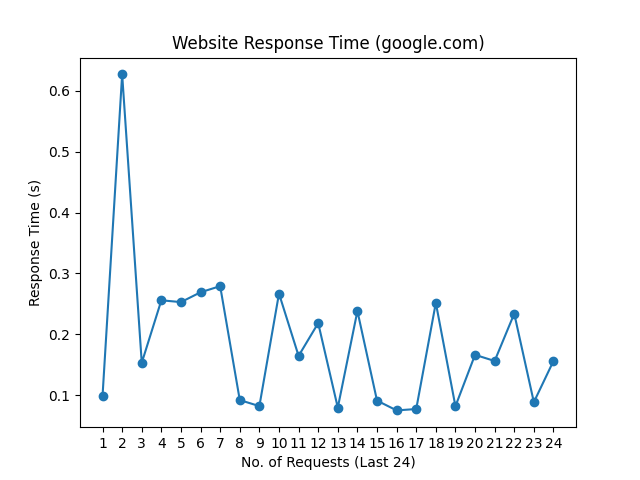 Website Response Time (google.com)
0.6
0.5
0.4
0.3
0.2
0.1
Response Time (s)
1 2 3 4 5 6 7 8 9 10 11 12 13 14 15 16 17 18 19 20 21 22 23 24
No. of Requests (Last 24)